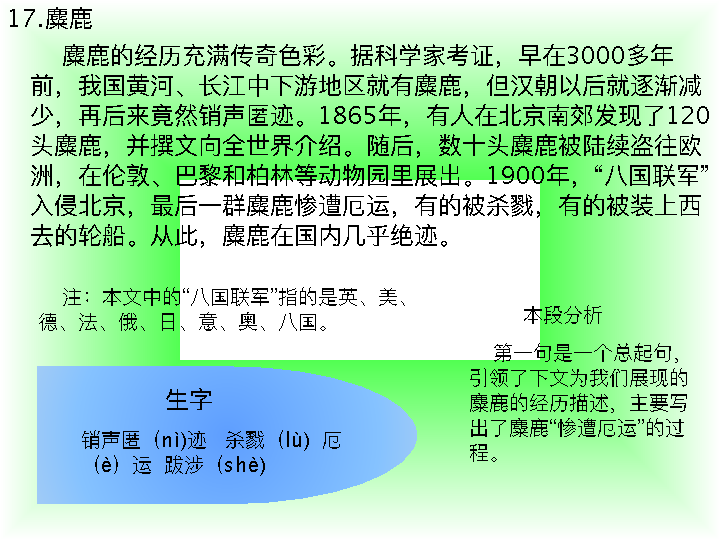 17.麋鹿
麋鹿的经历充满传奇色彩。据科学家考证，早在3000多年
前，我国黄河、长江中下游地区就有麋鹿，但汉朝以后就逐渐减
少，再后来竟然销声匿迹。1865年，有人在北京南郊发现了120
头麋鹿，并撰文向全世界介绍。随后，数十头麋鹿被陆续盗往欧
洲，在伦敦、巴黎和柏林等动物园里展出。1900年，“八国联军”
入侵北京，最后一群麋鹿惨遭厄运，有的被杀戮，有的被装上西
去的轮船。从此，麋鹿在国内几乎绝迹。
注：本文中的“八国联军”指的是英、美、
德、法、俄、日、意、奥、八国。
本段分析
第一句是一个总起句，
引领了下文为我们展现的
麋鹿的经历描述，主要写
出了麋鹿“惨遭厄运”的过
程。
生字
销声匿（nì)迹 杀戮（lù）厄
（è）运 跋涉（shè)